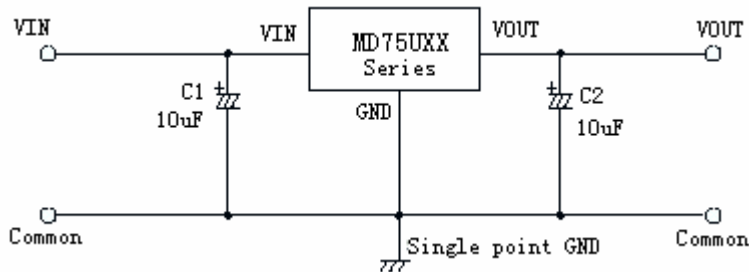 VIN
VIN
MD75UXX
Series
VOUT
VOUT
C1
10uF
GND
C2
10uF
Common
Single point GND
Common